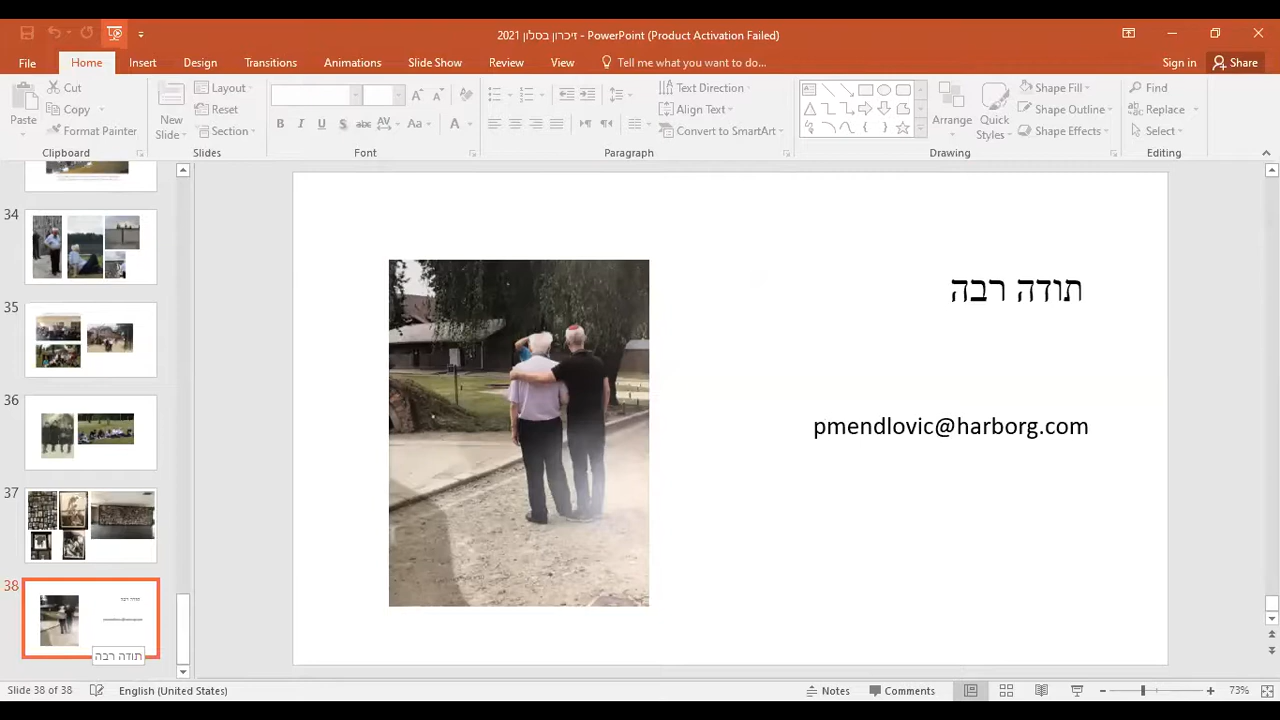 זיכרון בסלון 2021 - PowerPoint (Product Activation Failed)
File Home Insert Design Transitions Animations Slide Show Review View Tell me what you want to do... Sign in Share
Paste
Cut
Copy
Format Painter
Clipboard
New Slide
Layout
Reset
Section
Slides
B I U S abc AV Aa A
Font
Paragraph
Text Direction
Align Text
Convert to SmartArt
Arrange
Quick Styles
Shape Fill
Shape Outline
Shape Effects
Drawing
Find
Replace
Select
Editing
34
35
36
37
38
תודה רבה
תודה רבה
pmendlovic@harborg.com
Slide 38 of 38 English (United States) Notes Comments 73%